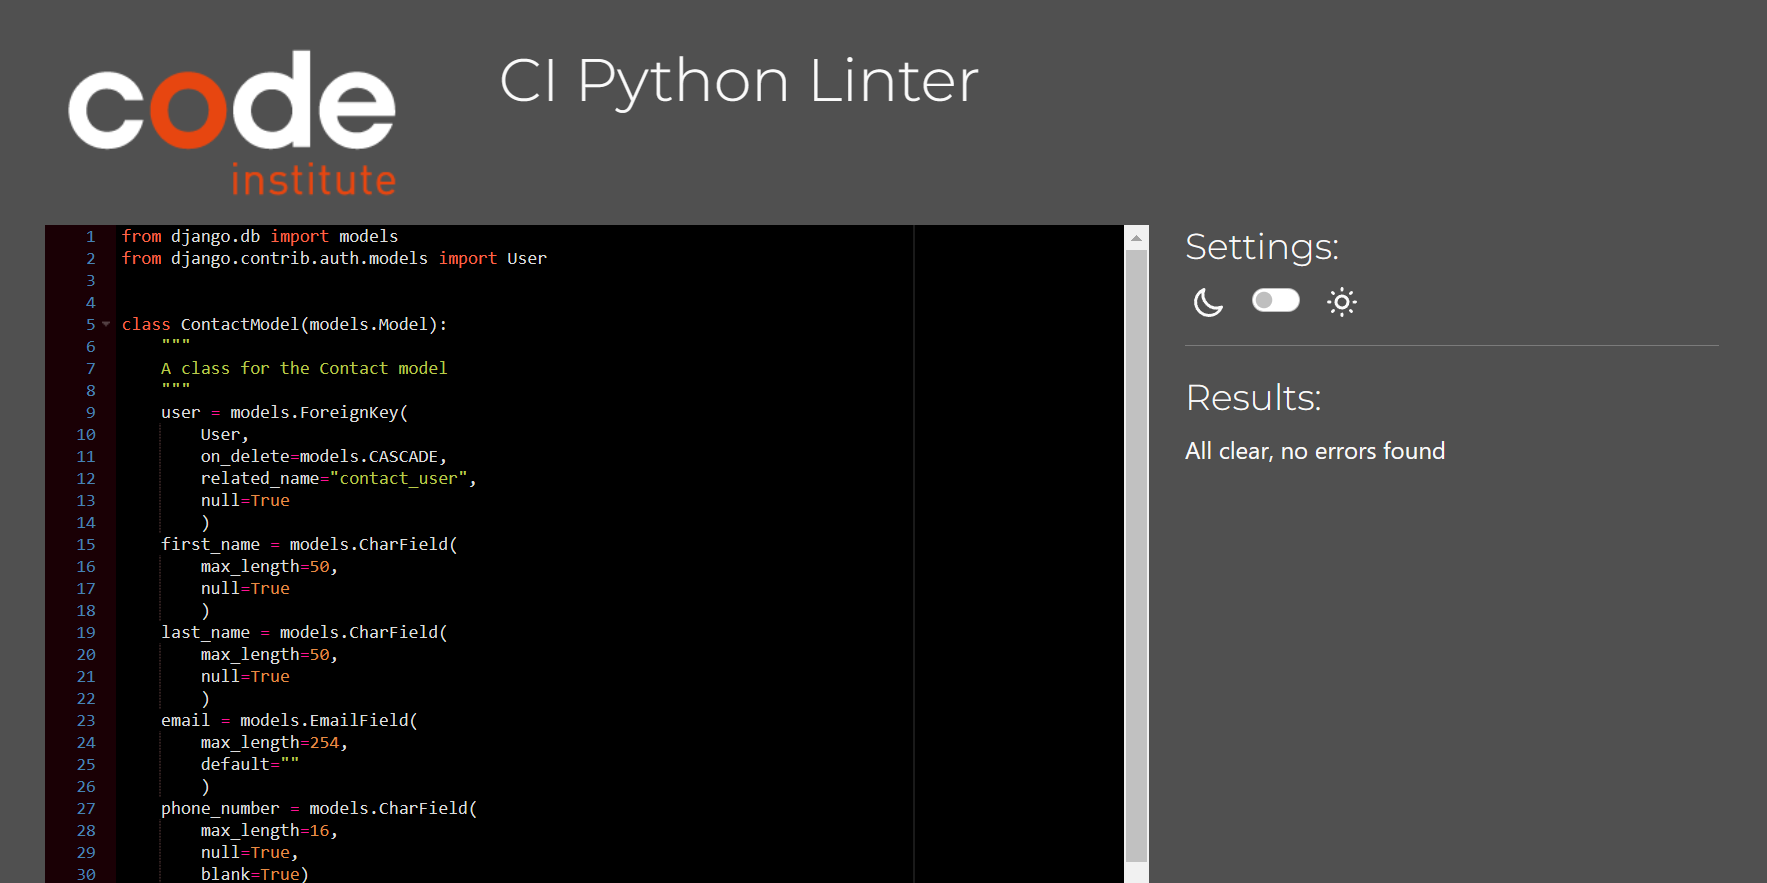 code
institute
CI Python Linter
1 from django.db import models
2 from django.contrib.auth.models import User
3
4
5 class ContactModel(models.Model):
6     """
7     A class for the Contact model
8     """
9     user = models.ForeignKey(
10         User,
11         on_delete=models.CASCADE,
12         related_name="contact_user",
13         null=True
14         )
15     first_name = models.CharField(
16         max_length=50,
17         null=True
18         )
19     last_name = models.CharField(
20         max_length=50,
21         null=True
22         )
23     email = models.EmailField(
24         max_length=254,
25         default=""
26         )
27     phone_number = models.CharField(
28         max_length=16,
29         null=True,
30         blank=True)
Settings:
Results:
All clear, no errors found